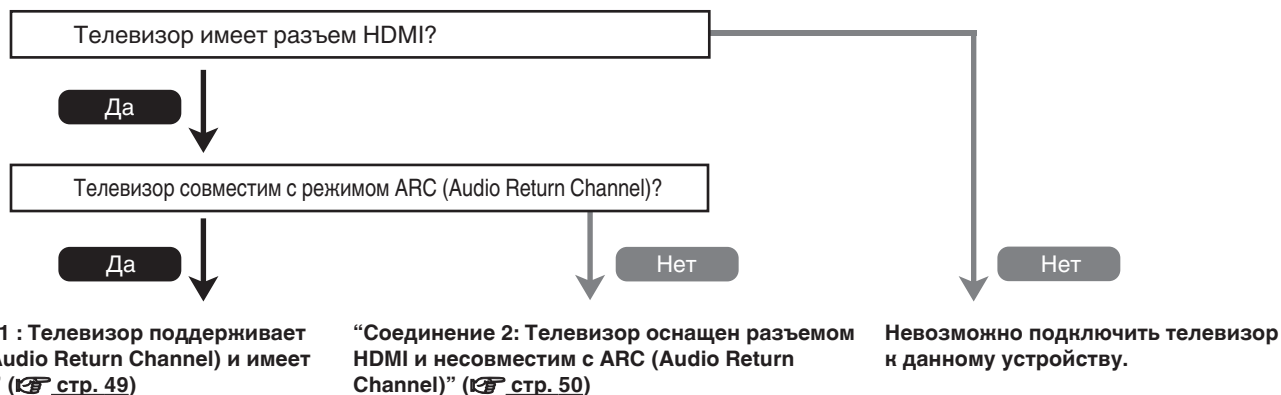 Телевизор имеет разъем HDMI?
Да
Телевизор совместим с режимом ARC (Audio Return Channel)?
Да
Нет
Нет
1 : Телевизор поддерживает
Audio Return Channel) и имеет
” (☞ стр. 49)
“Соединение 2: Телевизор оснащен разъемом
HDMI и несовместим с ARC (Audio Return
Channel)” (☞ стр. 50)
Невозможно подключить телевизор
к данному устройству.